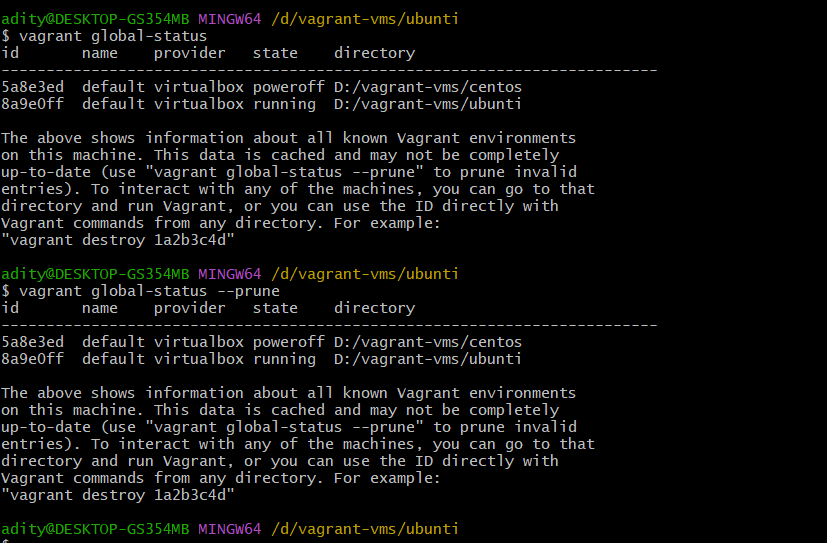 adity@DESKTOP-GS354MB MINGW64 /d/vagrant-vms/ubunti
$ vagrant global-status
id       name    provider   state    directory
-------------------------------------------------------------------------
5a8e3ed  default virtualbox poweroff D:/vagrant-vms/centos
8a9e0ff  default virtualbox running  D:/vagrant-vms/ubunti

The above shows information about all known Vagrant environments
on this machine. This data is cached and may not be completely
up-to-date (use "vagrant global-status --prune" to prune invalid
entries). To interact with any of the machines, you can go to that
directory and run Vagrant, or you can use the ID directly with
Vagrant commands from any directory. For example:
"vagrant destroy 1a2b3c4d"

adity@DESKTOP-GS354MB MINGW64 /d/vagrant-vms/ubunti
$ vagrant global-status --prune
id       name    provider   state    directory
-------------------------------------------------------------------------
5a8e3ed  default virtualbox poweroff D:/vagrant-vms/centos
8a9e0ff  default virtualbox running  D:/vagrant-vms/ubunti

The above shows information about all known Vagrant environments
on this machine. This data is cached and may not be completely
up-to-date (use "vagrant global-status --prune" to prune invalid
entries). To interact with any of the machines, you can go to that
directory and run Vagrant, or you can use the ID directly with
Vagrant commands from any directory. For example:
"vagrant destroy 1a2b3c4d"

adity@DESKTOP-GS354MB MINGW64 /d/vagrant-vms/ubunti
$